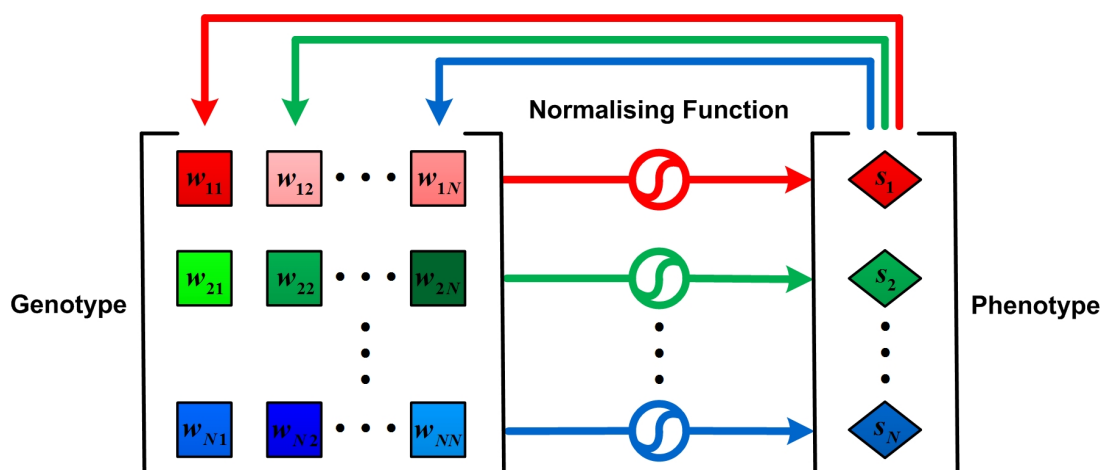 Normalising Function
w₁₁ w₁₂ • • • w₁N s₁
w₂₁ w₂₂ • • • w₂N s₂
Genotype
Phenotype
wN₁ wN₂ • • • wNN sN